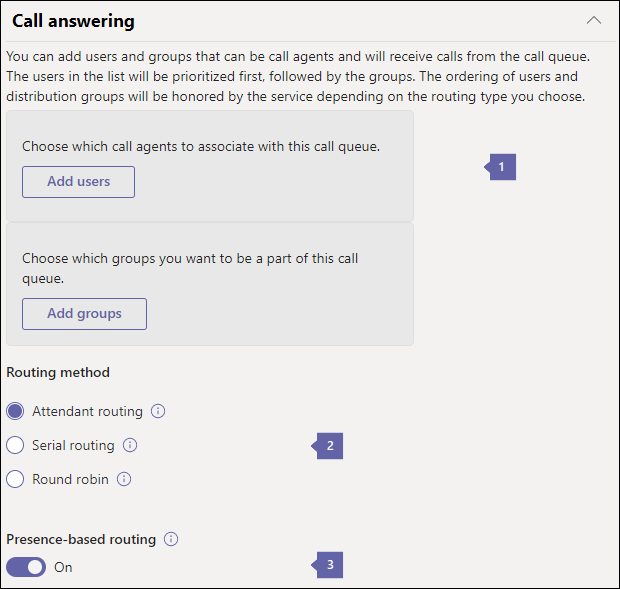 Call answering
You can add users and groups that can be call agents and will receive calls from the call queue.
The users in the list will be prioritized first, followed by the groups. The ordering of users and
distribution groups will be honored by the service depending on the routing type you choose.
Choose which call agents to associate with this call queue.
Add users
1
Choose which groups you want to be a part of this call
queue.
Add groups
Routing method
Attendant routing
Serial routing
2
Round robin
Presence-based routing
On
3